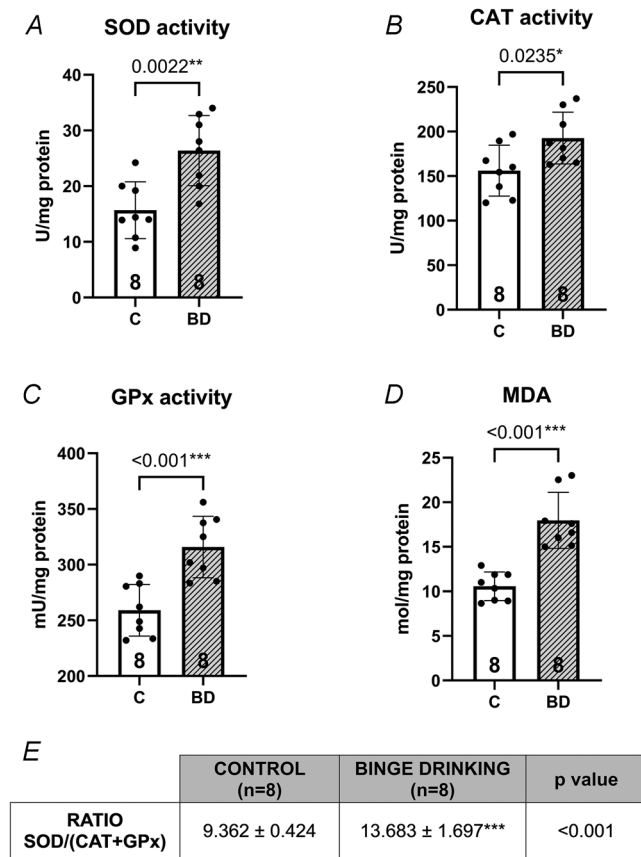 A
SOD activity
0.0022**
U/mg protein
40
30
20
10
0
8
8
C
BD
B
CAT activity
0.0235*
U/mg protein
250
200
150
100
50
0
8
8
C
BD
C
GPx activity
<0.001***
mU/mg protein
400
350
300
250
200
8
8
C
BD
D
MDA
<0.001***
mol/mg protein
25
20
15
10
5
0
8
8
C
BD
E
CONTROL
(n=8)
BINGE DRINKING
(n=8)
p value
RATIO
SOD/(CAT+GPx)
9.362 ± 0.424
13.683 ± 1.697***
<0.001